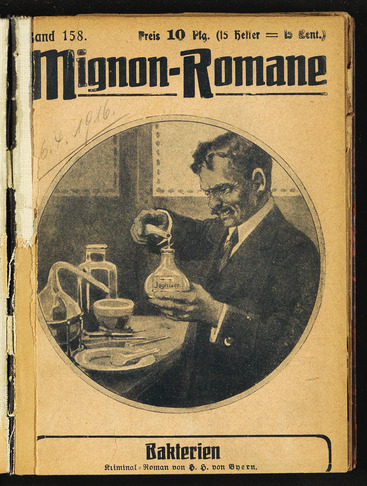 Band 158.
Preis 10 Pfg. (15 Heller = 15 Cent.)
Mignon-Romane
6.4.1916.
Bakterien
Kriminal-Roman von H. H. von Byern.